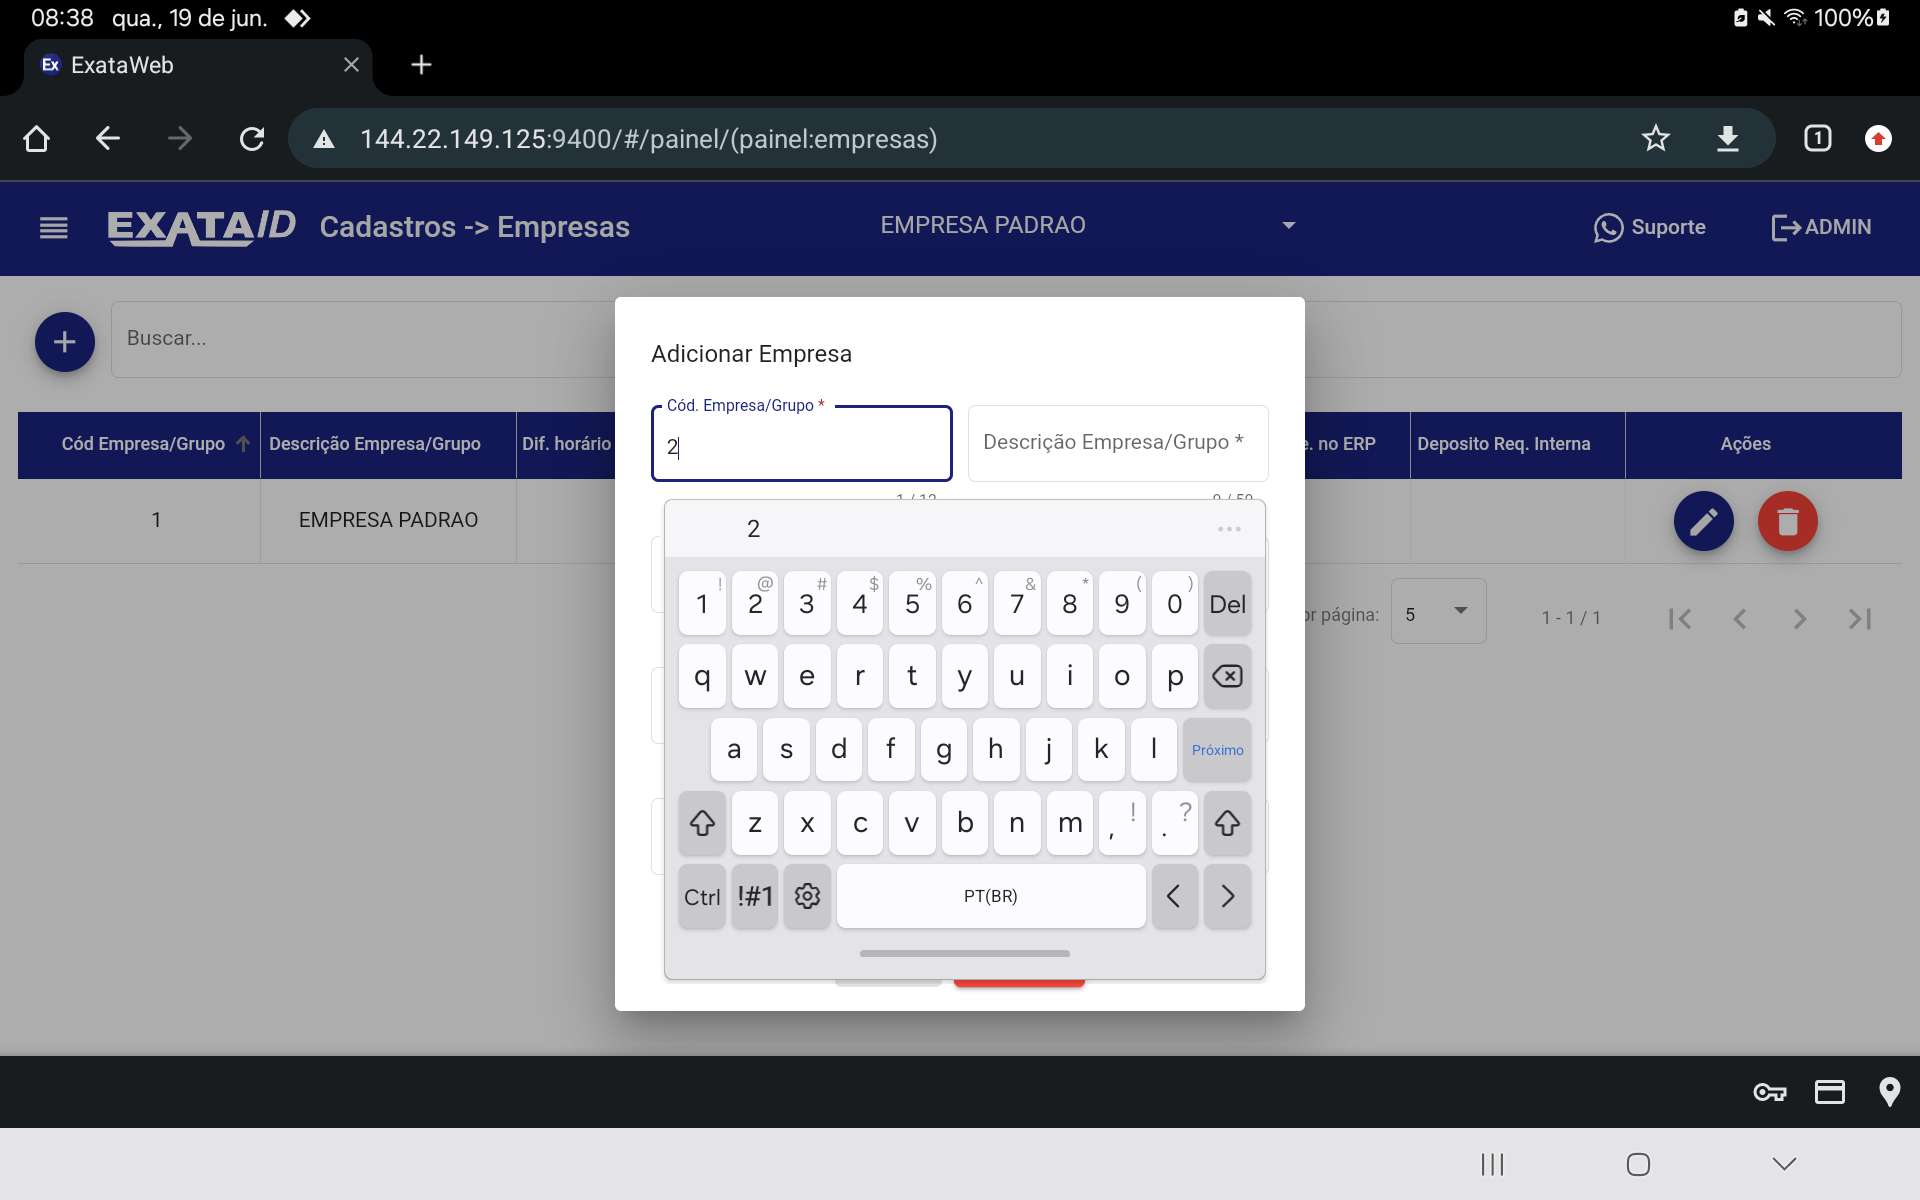 08:38 qua., 19 de jun. 100%
Ex ExataWeb
144.22.149.125:9400/#/painel/(painel:empresas) 1
EXATAID Cadastros -> Empresas EMPRESA PADRAO Suporte ADMIN
Buscar...
Adicionar Empresa
Cód. Empresa/Grupo *
2
Descrição Empresa/Grupo *
1 / 12 0 / 50
Cód Empresa/Grupo Descrição Empresa/Grupo Dif. horário no ERP Deposito Req. Interna Ações
1 EMPRESA PADRAO
página: 5 1 - 1 / 1
2
! @ # $ % ^ & * ( )
1 2 3 4 5 6 7 8 9 0 Del
q w e r t y u i o p
a s d f g h j k l Próximo
z x c v b n m , ! . ?
Ctrl !#1 PT(BR)